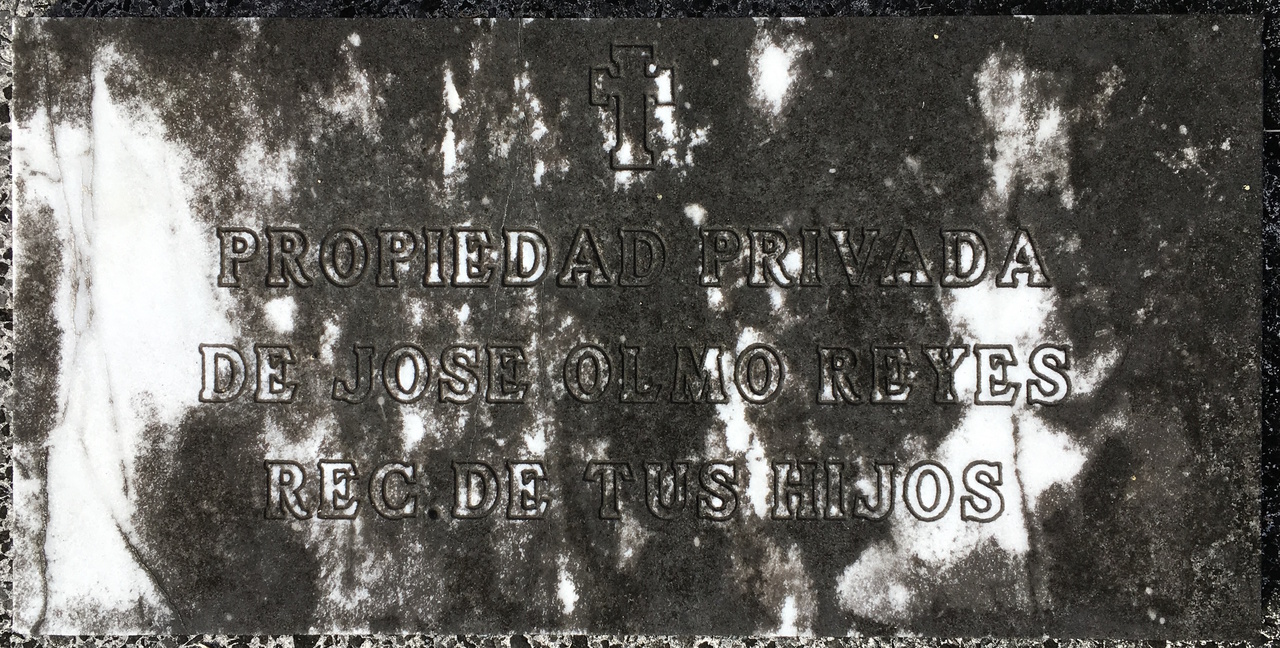 PROPIEDAD PRIVADA
DE JOSE OLMO REYES
REC.DE TUS HIJOS